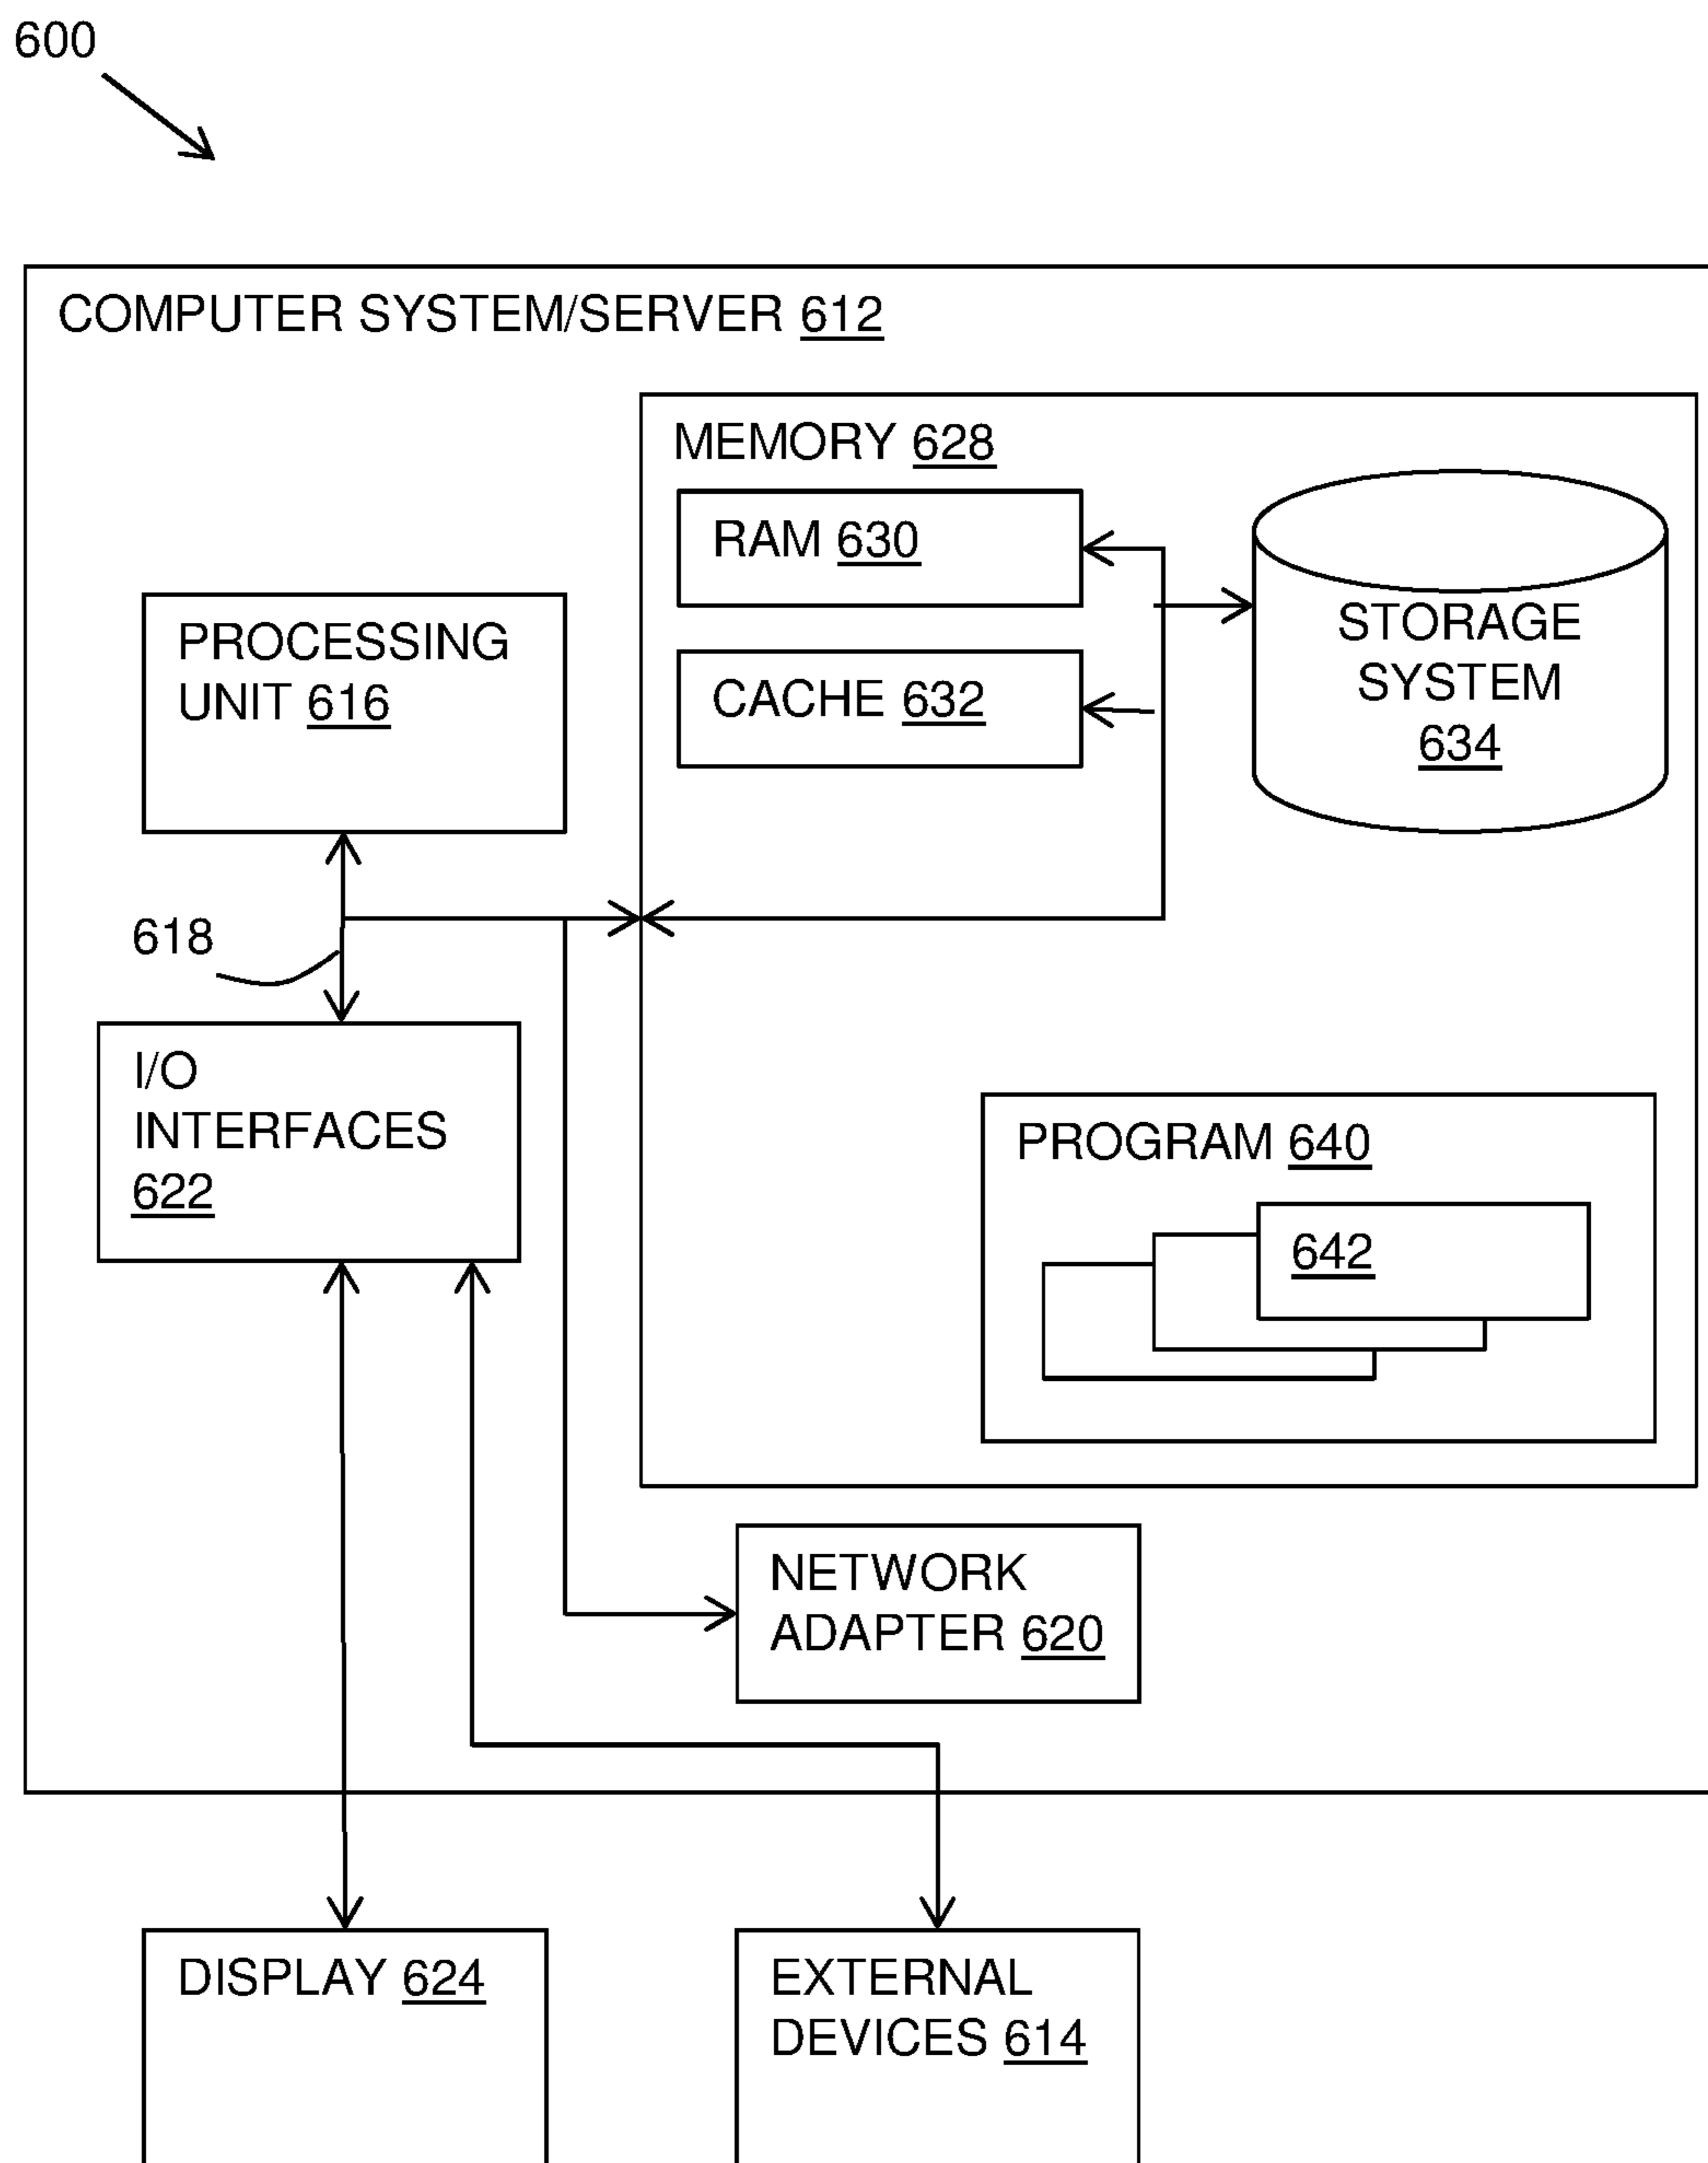 600
COMPUTER SYSTEM/SERVER 612
MEMORY 628
RAM 630
CACHE 632
STORAGE
SYSTEM
634
PROCESSING
UNIT 616
618
I/O
INTERFACES
622
PROGRAM 640
642
NETWORK
ADAPTER 620
DISPLAY 624
EXTERNAL
DEVICES 614